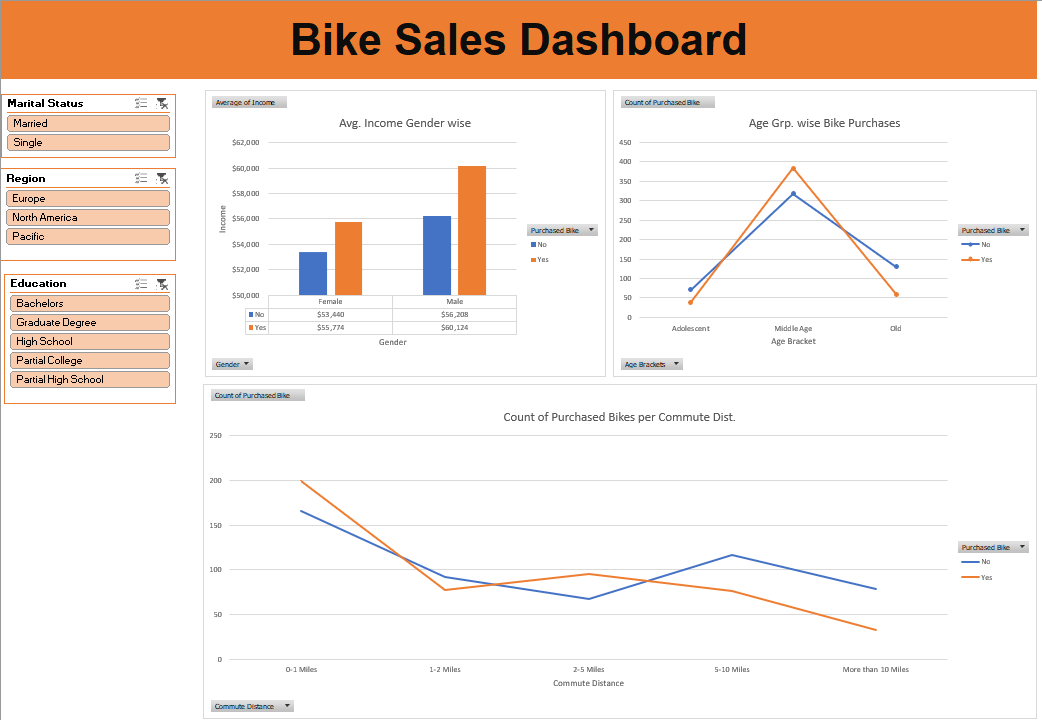 Bike Sales Dashboard
Marital Status
Married
Single
Region
Europe
North America
Pacific
Education
Bachelors
Graduate Degree
High School
Partial College
Partial High School
Average of Income
Avg. Income Gender wise
$62,000
$60,000
$58,000
$56,000
$54,000
$52,000
$50,000
Income
Female Male
No $53,440 $56,208
Yes $55,774 $60,124
Gender
Purchased Bike
No
Yes
Gender
Count of Purchased Bike
Age Grp. wise Bike Purchases
450
400
350
300
250
200
150
100
50
0
Adolescent Middle Age Old
Age Bracket
Purchased Bike
No
Yes
Age Brackets
Count of Purchased Bike
Count of Purchased Bikes per Commute Dist.
250
200
150
100
50
0
0-1 Miles 1-2 Miles 2-5 Miles 5-10 Miles More than 10 Miles
Commute Distance
Purchased Bike
No
Yes
Commute Distance